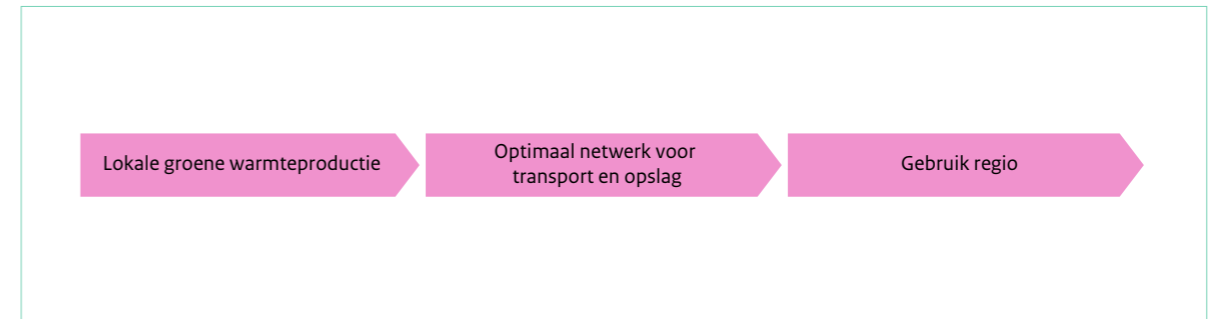 Lokale groene warmteproductie
Optimaal netwerk voor
transport en opslag
Gebruik regio